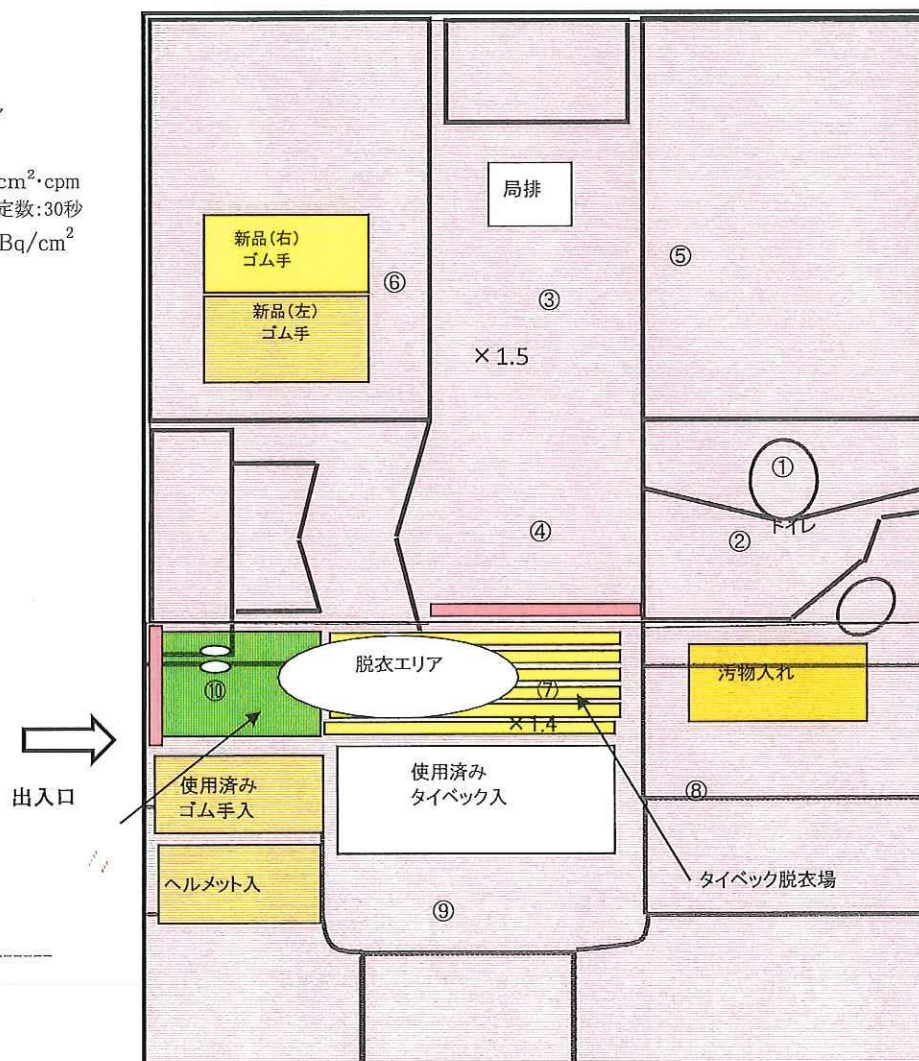 cm²・cpm
定数:30秒
Bq/cm²
局排
新品(右)
ゴム手
新品(左)
ゴム手
⑥
③
⑤
×1.5
①
トイレ
④
②
脱衣エリア
汚物入れ
⑩
⑦
×1.4
出入口
使用済み
ゴム手入
使用済み
タイベック入
⑧
ヘルメット入
タイベック脱衣場
⑨